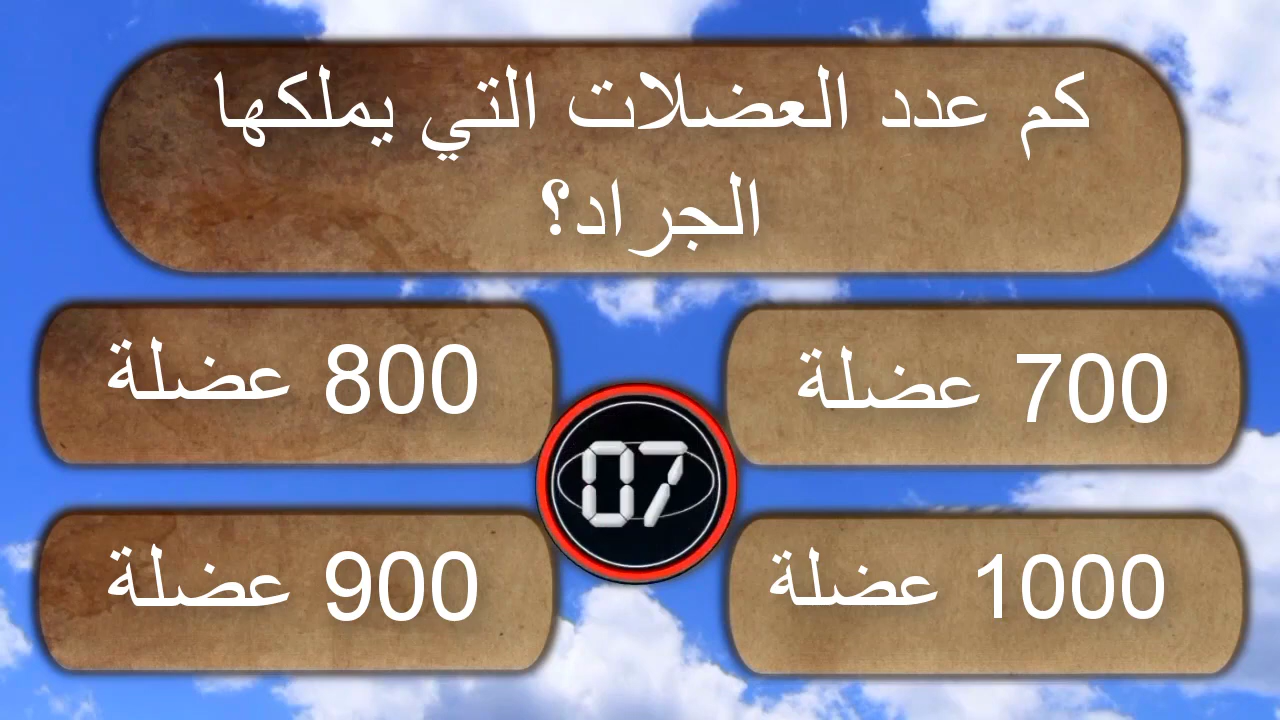 كم عدد العضلات التي يملكها
الجراد؟
700 عضلة
800 عضلة
07
1000 عضلة
900 عضلة